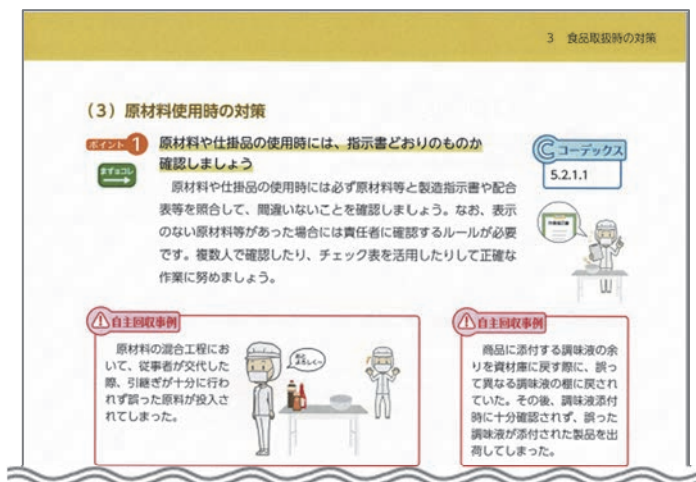 3 食品取扱時の対策
(3)原材料使用時の対策
ポイント 1
原材料や仕掛品の使用時には、指示書どおりのものか
確認しましょう
まずはコレ
原材料や仕掛品の使用時には必ず原材料等と製造指示書や配合
表等を照合して、間違いないことを確認しましょう。なお、表示
のない原材料等があった場合には責任者に確認するルールが必要
です。複数人で確認したり、チェック表を活用したりして正確な
作業に努めましょう。
コーデックス
5.2.1.1
自主回収事例
原材料の混合工程にお
いて、従事者が交代した
際、引継ぎが十分に行わ
れず誤った原料が投入さ
れてしまった。
自主回収事例
商品に添付する調味液の余
りを資材庫に戻す際に、誤っ
て異なる調味液の棚に戻され
ていた。その後、調味液添付
時に十分確認されず、誤った
調味液が添付された製品を出
荷してしまった。